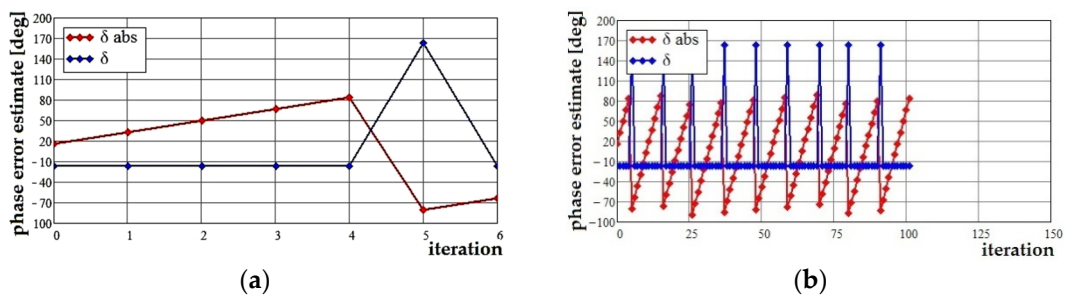 phase error estimate [deg]
200
170
140
110
80
50
20
−10
−40
−70
100
δ abs
δ
0 1 2 3 4 5 6
iteration
(a)
phase error estimate [deg]
200
170
140
110
80
50
20
−10
−40
−70
−100
δ abs
δ
0 25 50 75 100 125 150
iteration
(b)